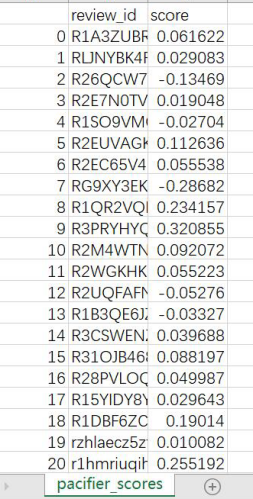 review_id score
0 R1A3ZUBR 0.061622
1 RLJNYBK4F 0.029083
2 R26QCW7 -0.13469
3 R2E7N0TV 0.019048
4 R1SO9VM -0.02704
5 R2EUVAGK 0.112636
6 R2EC65V4 0.055538
7 RG9XY3EK -0.28682
8 R1QR2VQ 0.234157
9 R3PRYHYQ 0.320855
10 R2M4WTN 0.092072
11 R2WGKHK 0.055223
12 R2UQFAFN -0.05276
13 R1B3QE6J -0.03327
14 R3CSWEN 0.039688
15 R31OJB46 0.088197
16 R28PVLOQ 0.049987
17 R15YIDY8Y 0.029643
18 R1DBF6ZC 0.19014
19 rzhlaecz5z 0.010082
20 r1hmriuqih 0.255192
pacifier_scores